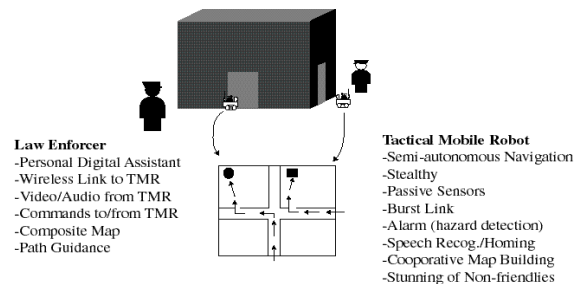 Law Enforcer
-Personal Digital Assistant
-Wireless Link to TMR
-Video/Audio from TMR
-Commands to/from TMR
-Composite Map
-Path Guidance
Tactical Mobile Robot
-Semi-autonomous Navigation
-Stealthy
-Passive Sensors
-Burst Link
-Alarm (hazard detection)
-Speech Recog./Homing
-Cooporative Map Building
-Stunning of Non-friendlies